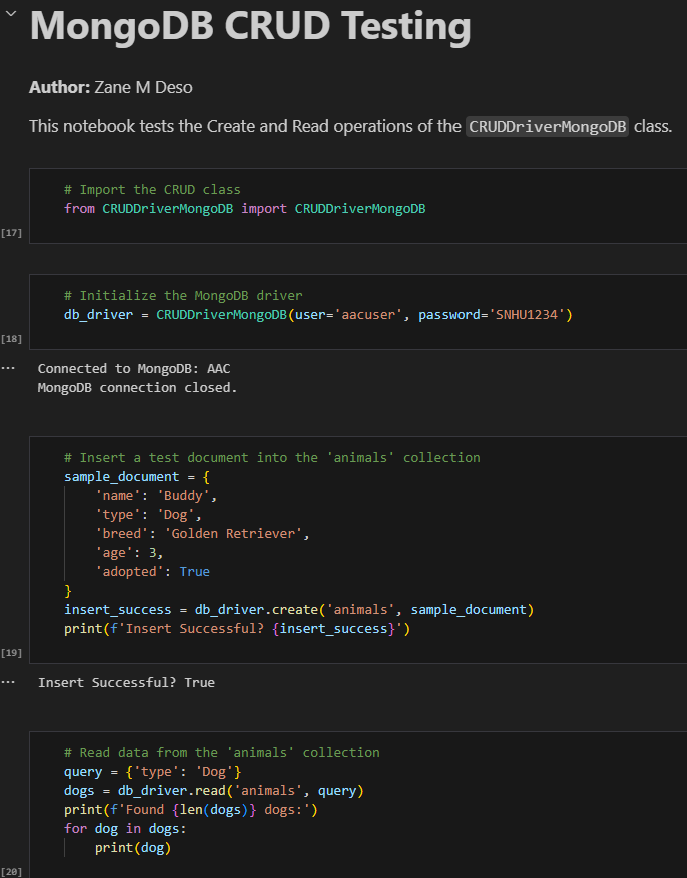 MongoDB CRUD Testing
Author: Zane M Deso
This notebook tests the Create and Read operations of the CRUDDriverMongoDB class.
# Import the CRUD class
from CRUDDriverMongoDB import CRUDDriverMongoDB
[17]
# Initialize the MongoDB driver
db_driver = CRUDDriverMongoDB(user='aacuser', password='SNHU1234')
[18]
... Connected to MongoDB: AAC
MongoDB connection closed.
# Insert a test document into the 'animals' collection
sample_document = {
    'name': 'Buddy',
    'type': 'Dog',
    'breed': 'Golden Retriever',
    'age': 3,
    'adopted': True
}
insert_success = db_driver.create('animals', sample_document)
print(f'Insert Successful? {insert_success}')
[19]
... Insert Successful? True
# Read data from the 'animals' collection
query = {'type': 'Dog'}
dogs = db_driver.read('animals', query)
print(f'Found {len(dogs)} dogs:')
for dog in dogs:
    print(dog)
[20]